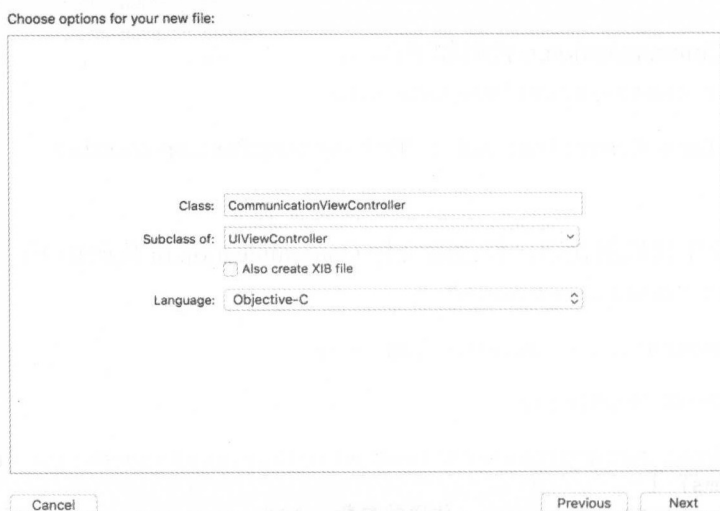 Choose options for your new file:
Class: CommunicationViewController
Subclass of: UIViewController
Also create XIB file
Language: Objective-C
Cancel Previous Next